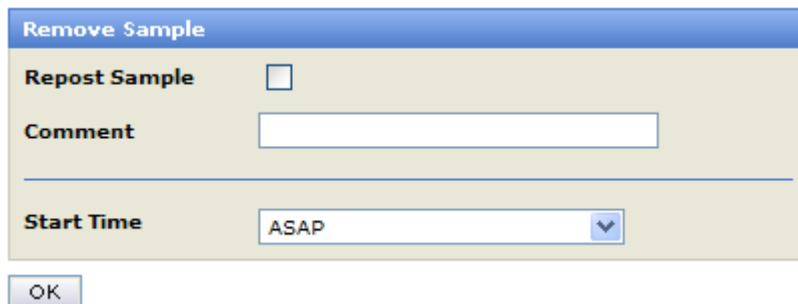 Remove Sample
Repost Sample
Comment
Start Time
ASAP
OK